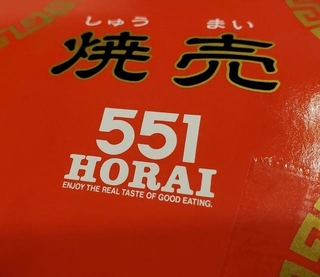 しゅう まい
焼売
551
HORAI
ENJOY THE REAL TASTE OF GOOD EATING.